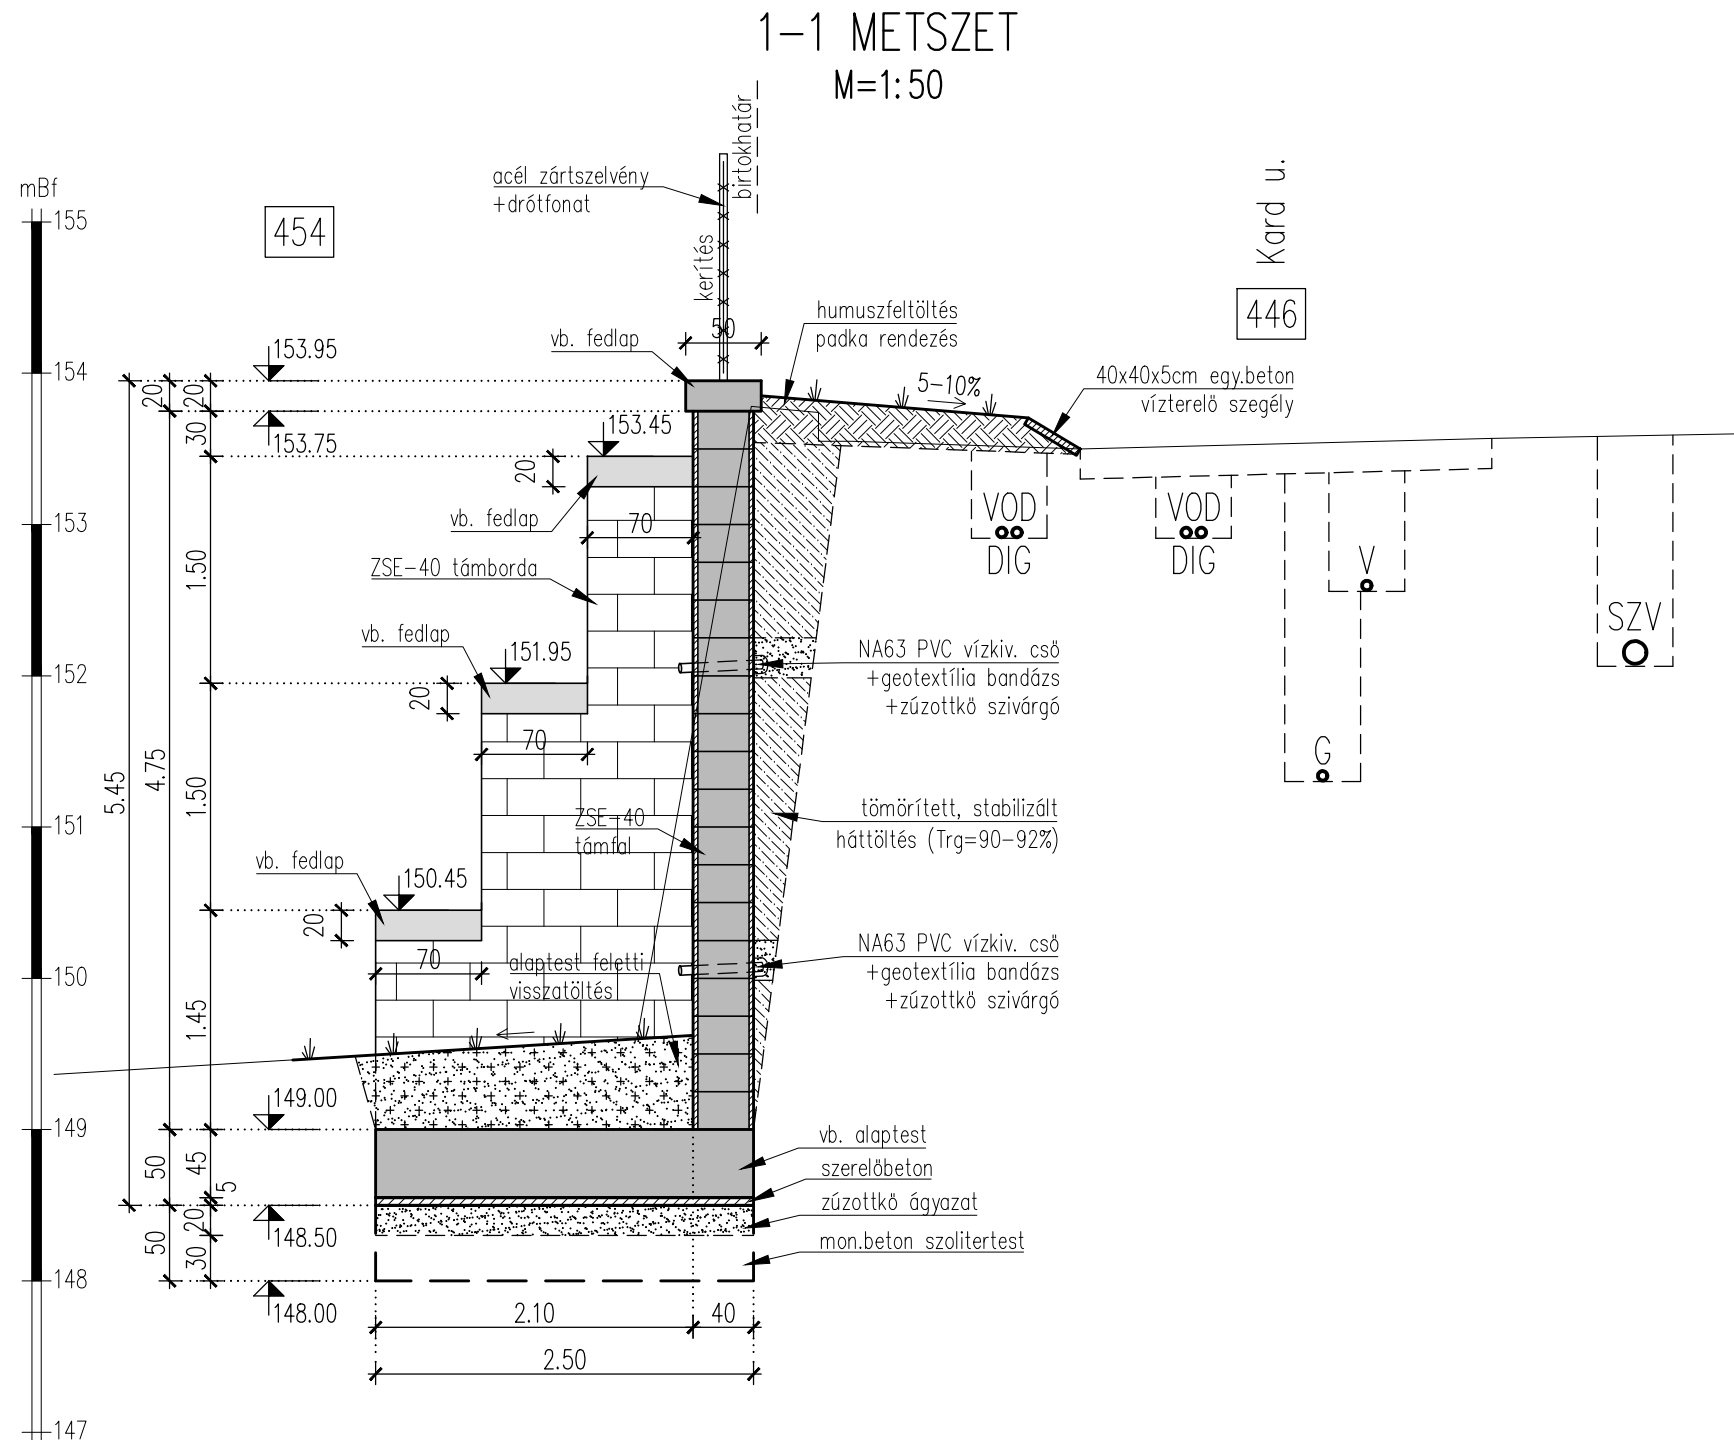 1-1 METSZET
M=1:50
birtokhatár
mBf
155
454
acél zártszelvény
+drótfonat
kerítés
Kard u.
446
humuszfeltöltés
padka rendezés
50
vb. fedlap
153.95
154
20
20
5-10%
40x40x5cm egy.beton
vízterelő szegély
153.75
30
153.45
20
vb. fedlap
70
153
VOD
DIG
VOD
DIG
V
G
SZV
ZSE-40 támborda
1.50
vb. fedlap
151.95
152
20
70
NA63 PVC vízkiv. cső
+geotextília bandázs
+zúzottkő szivárgó
5.45
4.75
1.50
151
ZSE-40
támfal
tömörített, stabilizált
háttöltés (Trg=90-92%)
vb. fedlap
150.45
20
70
150
alaptest feletti
visszatöltés
NA63 PVC vízkiv. cső
+geotextília bandázs
+zúzottkő szivárgó
1.45
149.00
149
50
45
5
vb. alaptest
szerelőbeton
zúzottkő ágyazat
mon.beton szolitertest
148.50
50
20
30
148
148.00
2.10
40
2.50
147